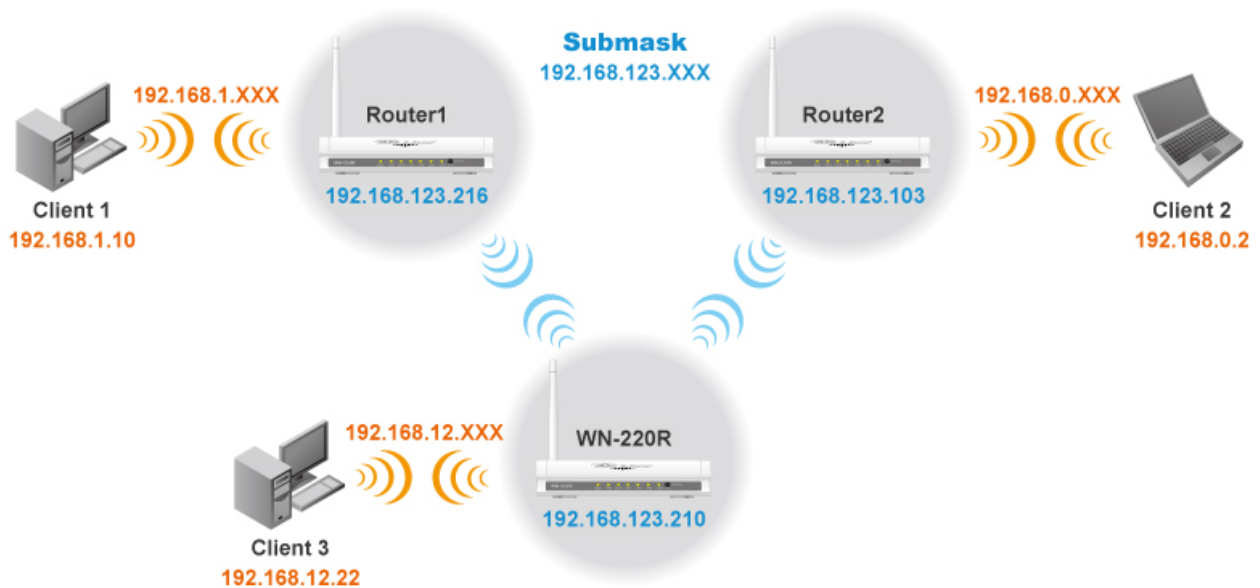 Submask
192.168.123.XXX
192.168.1.XXX
Router1
192.168.123.216
Client 1
192.168.1.10
Router2
192.168.123.103
192.168.0.XXX
Client 2
192.168.0.2
192.168.12.XXX
WN-220R
192.168.123.210
Client 3
192.168.12.22